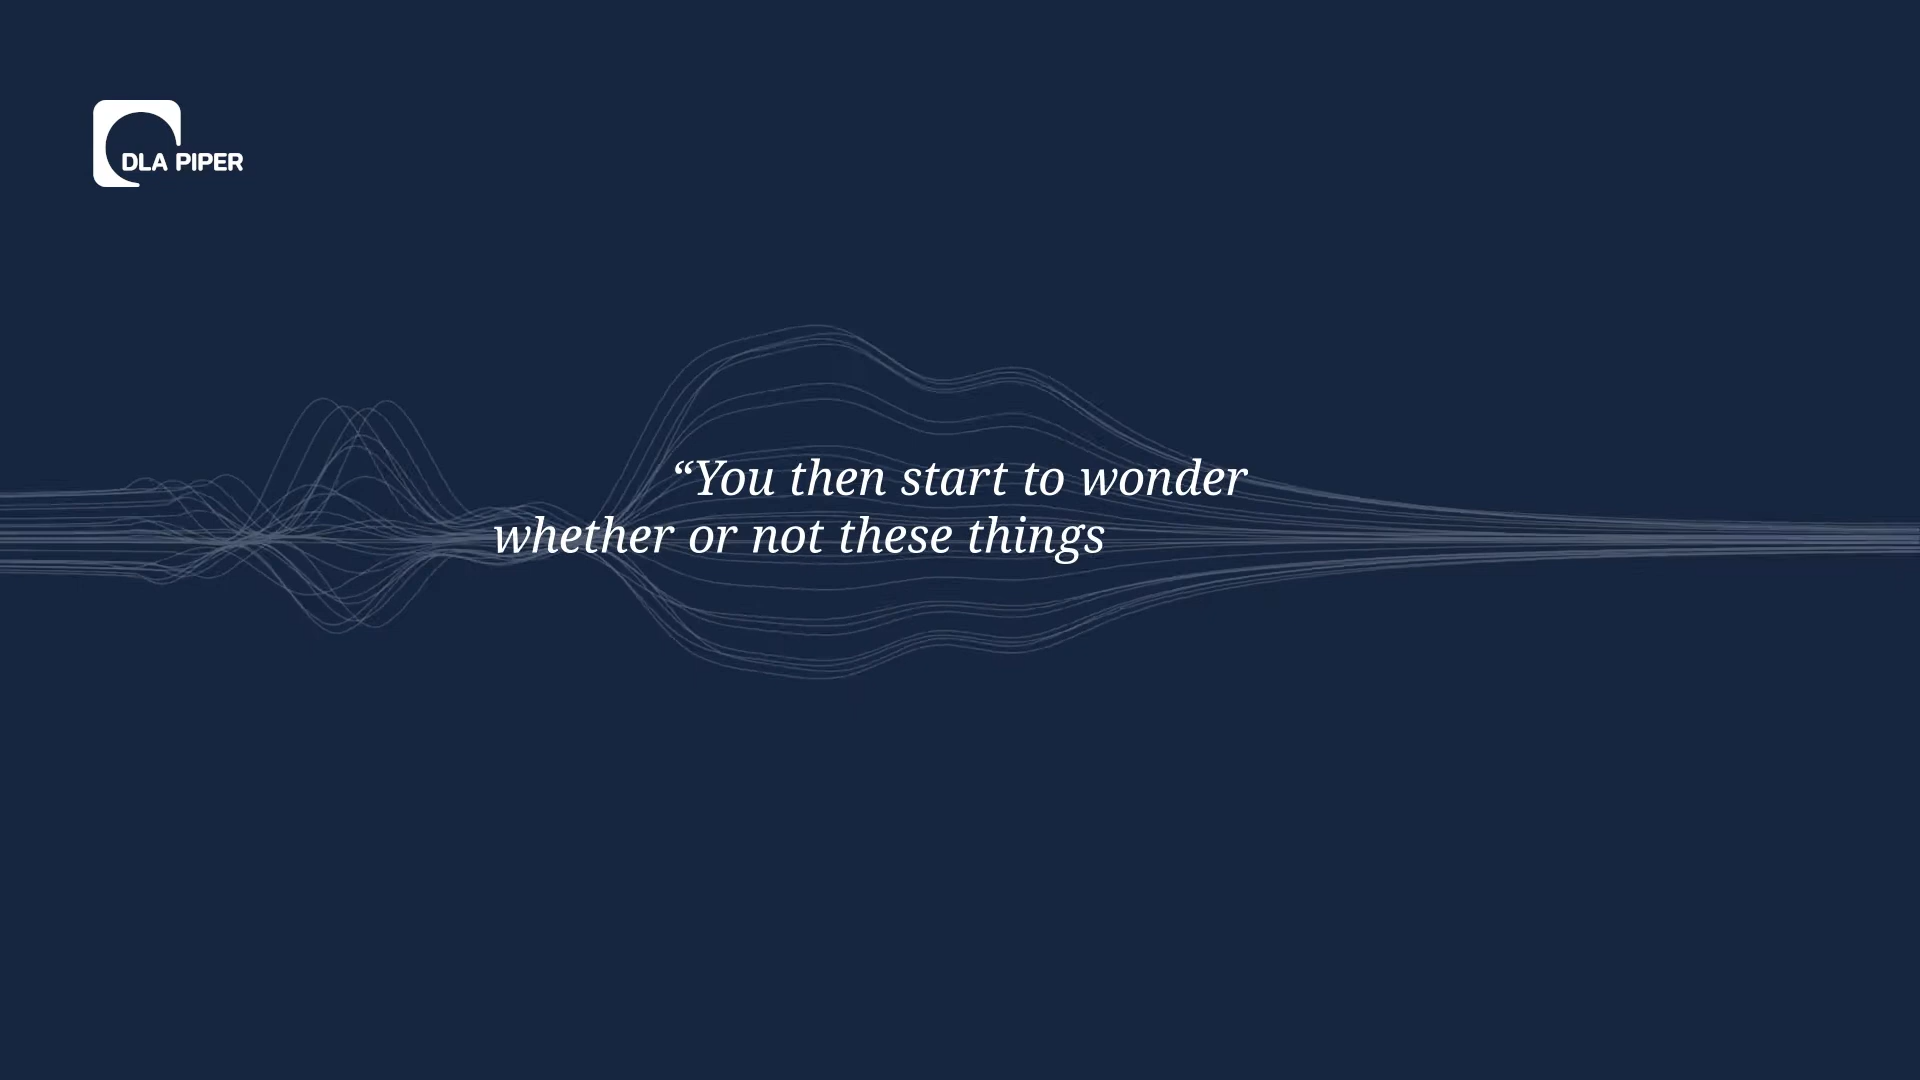 DLA PIPER
“You then start to wonder
whether or not these things